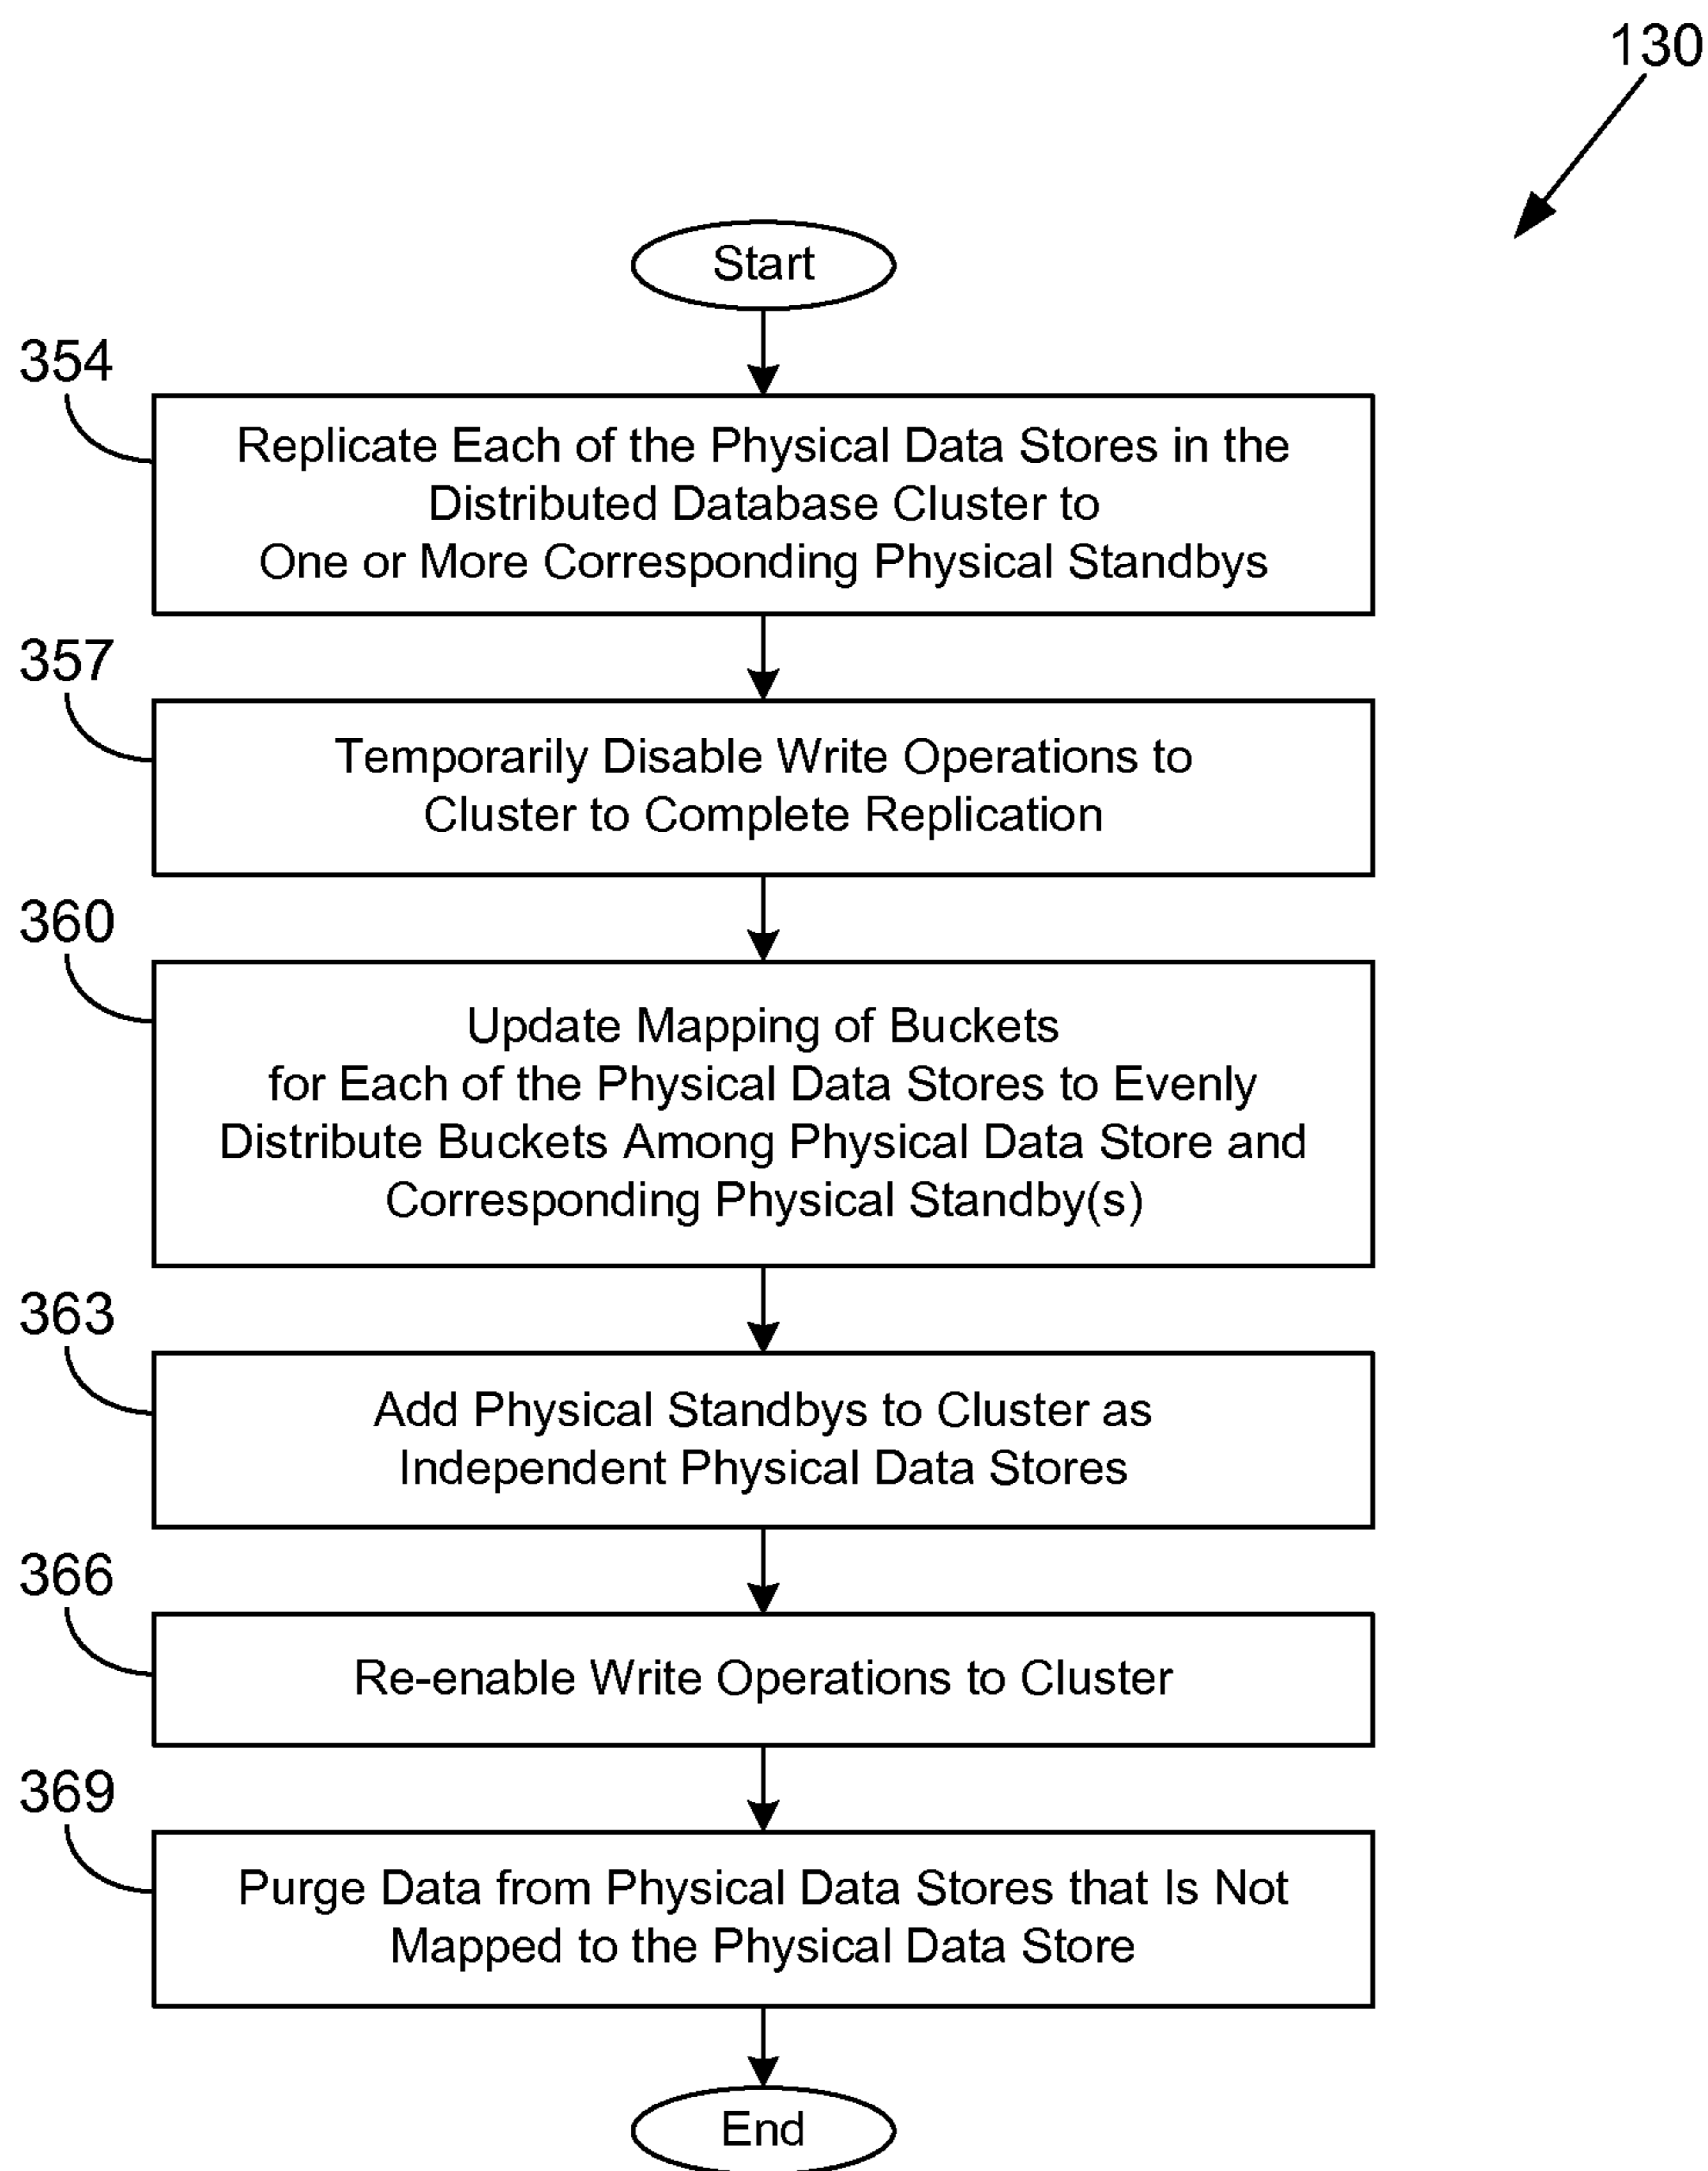 130
Start
354
Replicate Each of the Physical Data Stores in the
Distributed Database Cluster to
One or More Corresponding Physical Standbys
357
Temporarily Disable Write Operations to
Cluster to Complete Replication
360
Update Mapping of Buckets
for Each of the Physical Data Stores to Evenly
Distribute Buckets Among Physical Data Store and
Corresponding Physical Standby(s)
363
Add Physical Standbys to Cluster as
Independent Physical Data Stores
366
Re-enable Write Operations to Cluster
369
Purge Data from Physical Data Stores that Is Not
Mapped to the Physical Data Store
End